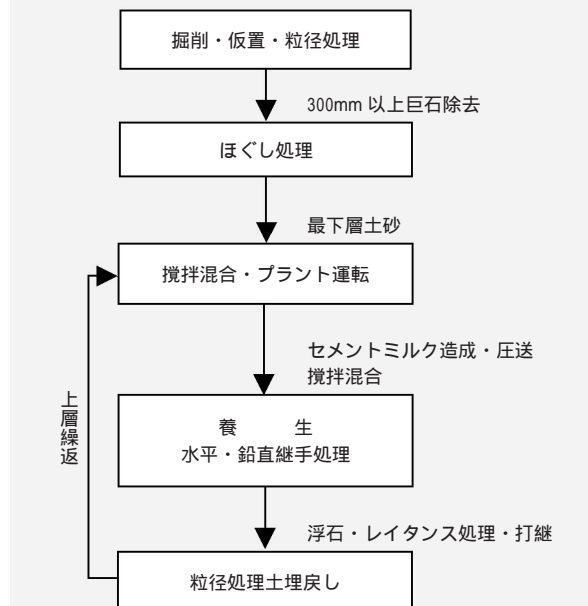 掘削・仮置・粒径処理
300mm 以上巨石除去
ほぐし処理
最下層土砂
撹拌混合・プラント運転
セメントミルク造成・圧送
撹拌混合
養　　　生
水平・鉛直継手処理
上層繰返
浮石・レイタンス処理・打継
粒径処理土埋戻し